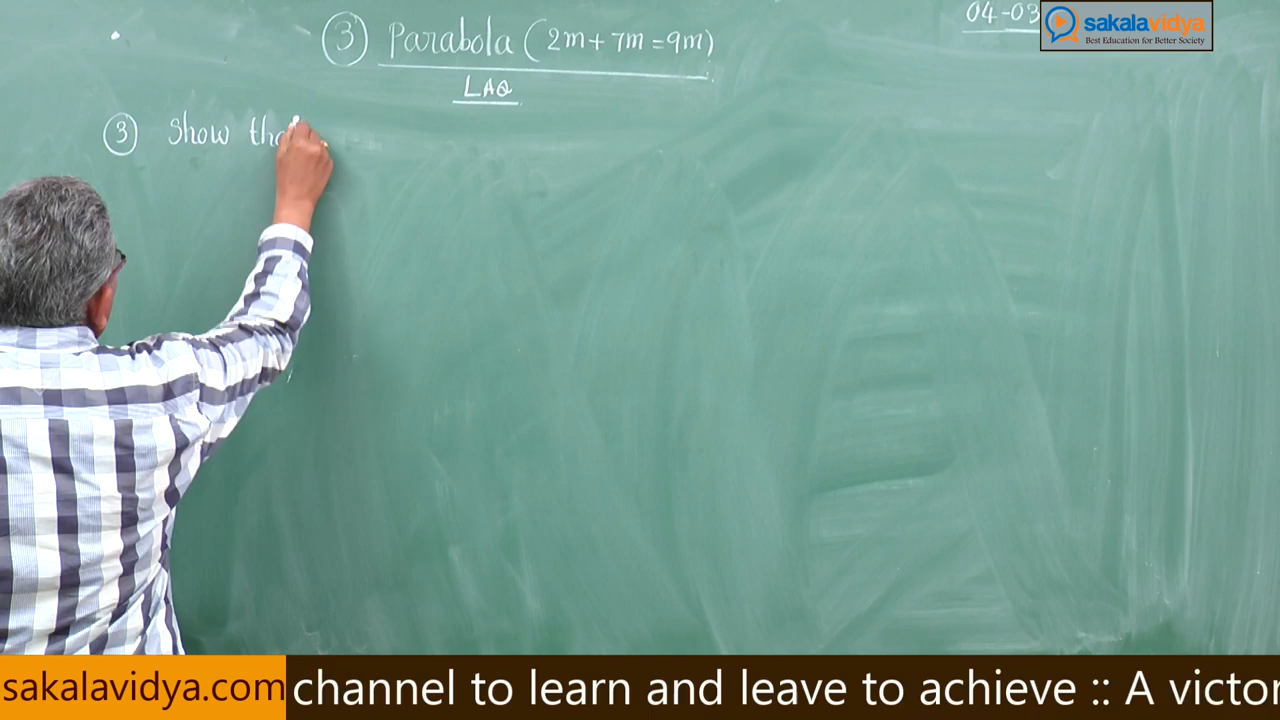 ③ Parabola (2m + 7m = 9m)
04-03
sakalavidya
Best Education for Better Society
LAQ
③ Show tha
sakalavidya.com channel to learn and leave to achieve :: A victor